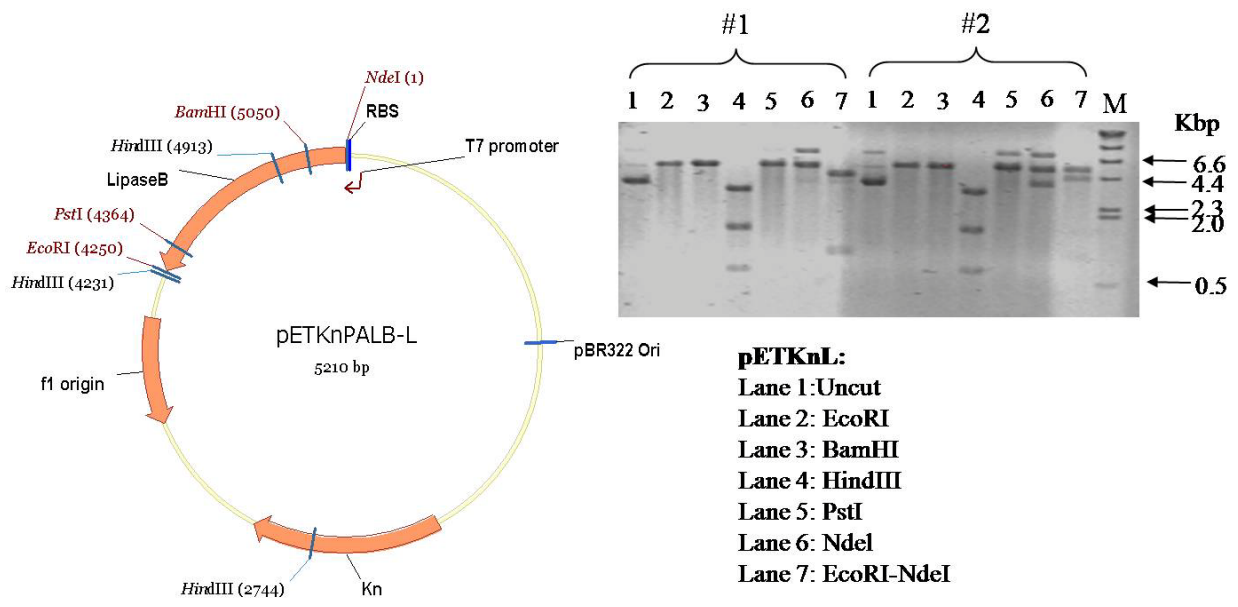 NdeI (1)
RBS
BamHI (5050)
HindIII (4913)
T7 promoter
LipaseB
PstI (4364)
EcoRI (4250)
HindIII (4231)
pETKnPALB-L
5210 bp
pBR322 Ori
f1 origin
HindIII (2744)
Kn
#1 #2
1 2 3 4 5 6 7 1 2 3 4 5 6 7 M
Kbp
6.6
4.4
2.3
2.0
0.5
pETKnL:
Lane 1:Uncut
Lane 2: EcoRI
Lane 3: BamHI
Lane 4: HindIII
Lane 5: PstI
Lane 6: NdeI
Lane 7: EcoRI-NdeI